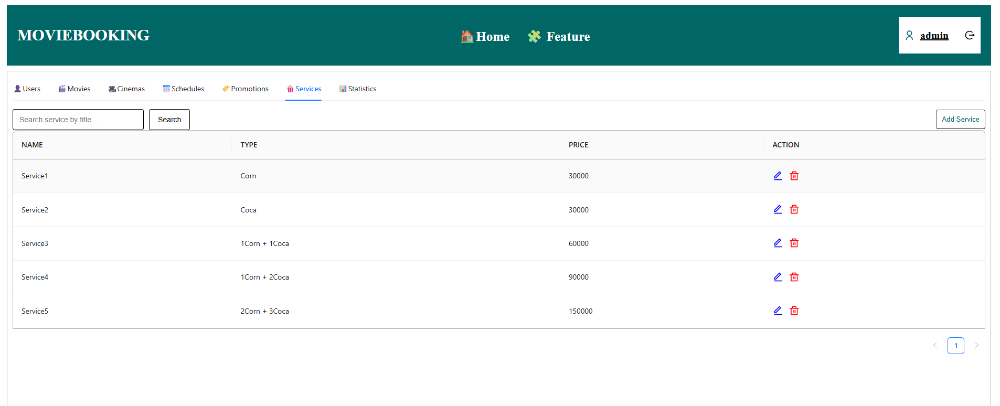 MOVIEBOOKING
Home Feature
admin
Users Movies Cinemas Schedules Promotions Services Statistics
Search service by title... Search Add Service
NAME TYPE PRICE ACTION
Service1 Corn 30000
Service2 Coca 30000
Service3 1Corn + 1Coca 60000
Service4 1Corn + 2Coca 90000
Service5 2Corn + 3Coca 150000
< 1 >